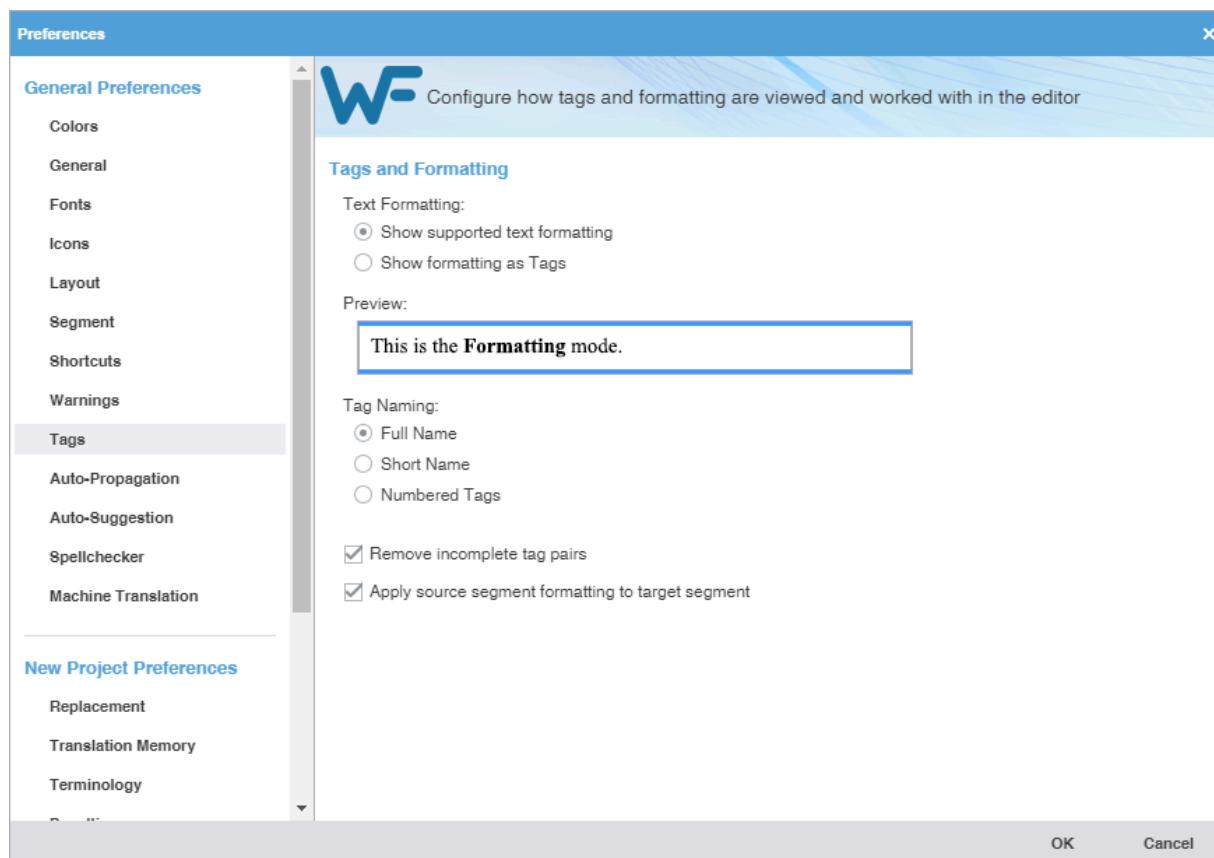 Preferences
General Preferences
Colors
General
Fonts
Icons
Layout
Segment
Shortcuts
Warnings
Tags
Auto-Propagation
Auto-Suggestion
Spellchecker
Machine Translation
New Project Preferences
Replacement
Translation Memory
Terminology
WF Configure how tags and formatting are viewed and worked with in the editor
Tags and Formatting
Text Formatting:
Show supported text formatting
Show formatting as Tags
Preview:
This is the Formatting mode.
Tag Naming:
Full Name
Short Name
Numbered Tags
Remove incomplete tag pairs
Apply source segment formatting to target segment
OK Cancel